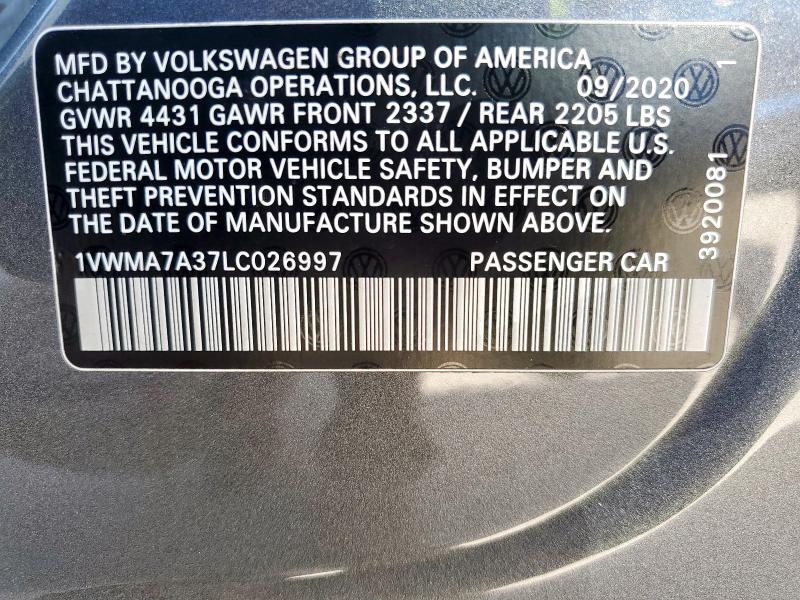 MFD BY VOLKSWAGEN GROUP OF AMERICA
CHATTANOOGA OPERATIONS, LLC. 09/2020
GVWR 4431 GAWR FRONT 2337 / REAR 2205 LBS
THIS VEHICLE CONFORMS TO ALL APPLICABLE U.S.
FEDERAL MOTOR VEHICLE SAFETY, BUMPER AND
THEFT PREVENTION STANDARDS IN EFFECT ON
THE DATE OF MANUFACTURE SHOWN ABOVE.
1VWMA7A37LC026997 PASSENGER CAR
3920081 1